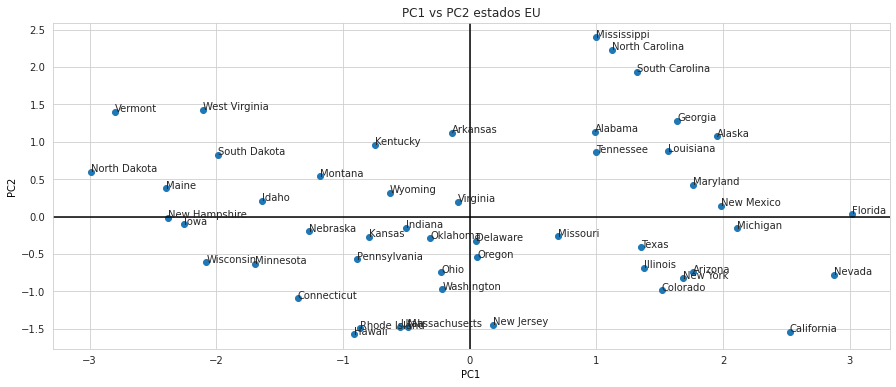 PC1 vs PC2 estados EU
2.5
2.0
1.5
1.0
0.5
0.0
−0.5
−1.0
−1.5
PC2
Mississippi
North Carolina
South Carolina
Vermont
West Virginia
Georgia
Arkansas
Alabama
Alaska
Kentucky
Tennessee
Louisiana
South Dakota
North Dakota
Montana
Maine
Maryland
Wyoming
Idaho
Virginia
New Mexico
Florida
New Hampshire
Iowa
Indiana
Michigan
Nebraska
Kansas
Oklahoma
Delaware
Missouri
Texas
Oregon
Pennsylvania
Wisconsin
Minnesota
Illinois
Ohio
Arizona
New York
Nevada
Washington
Colorado
Connecticut
New Jersey
Massachusetts
Rhode Island
Hawaii
California
−3
−2
−1
0
1
2
3
PC1